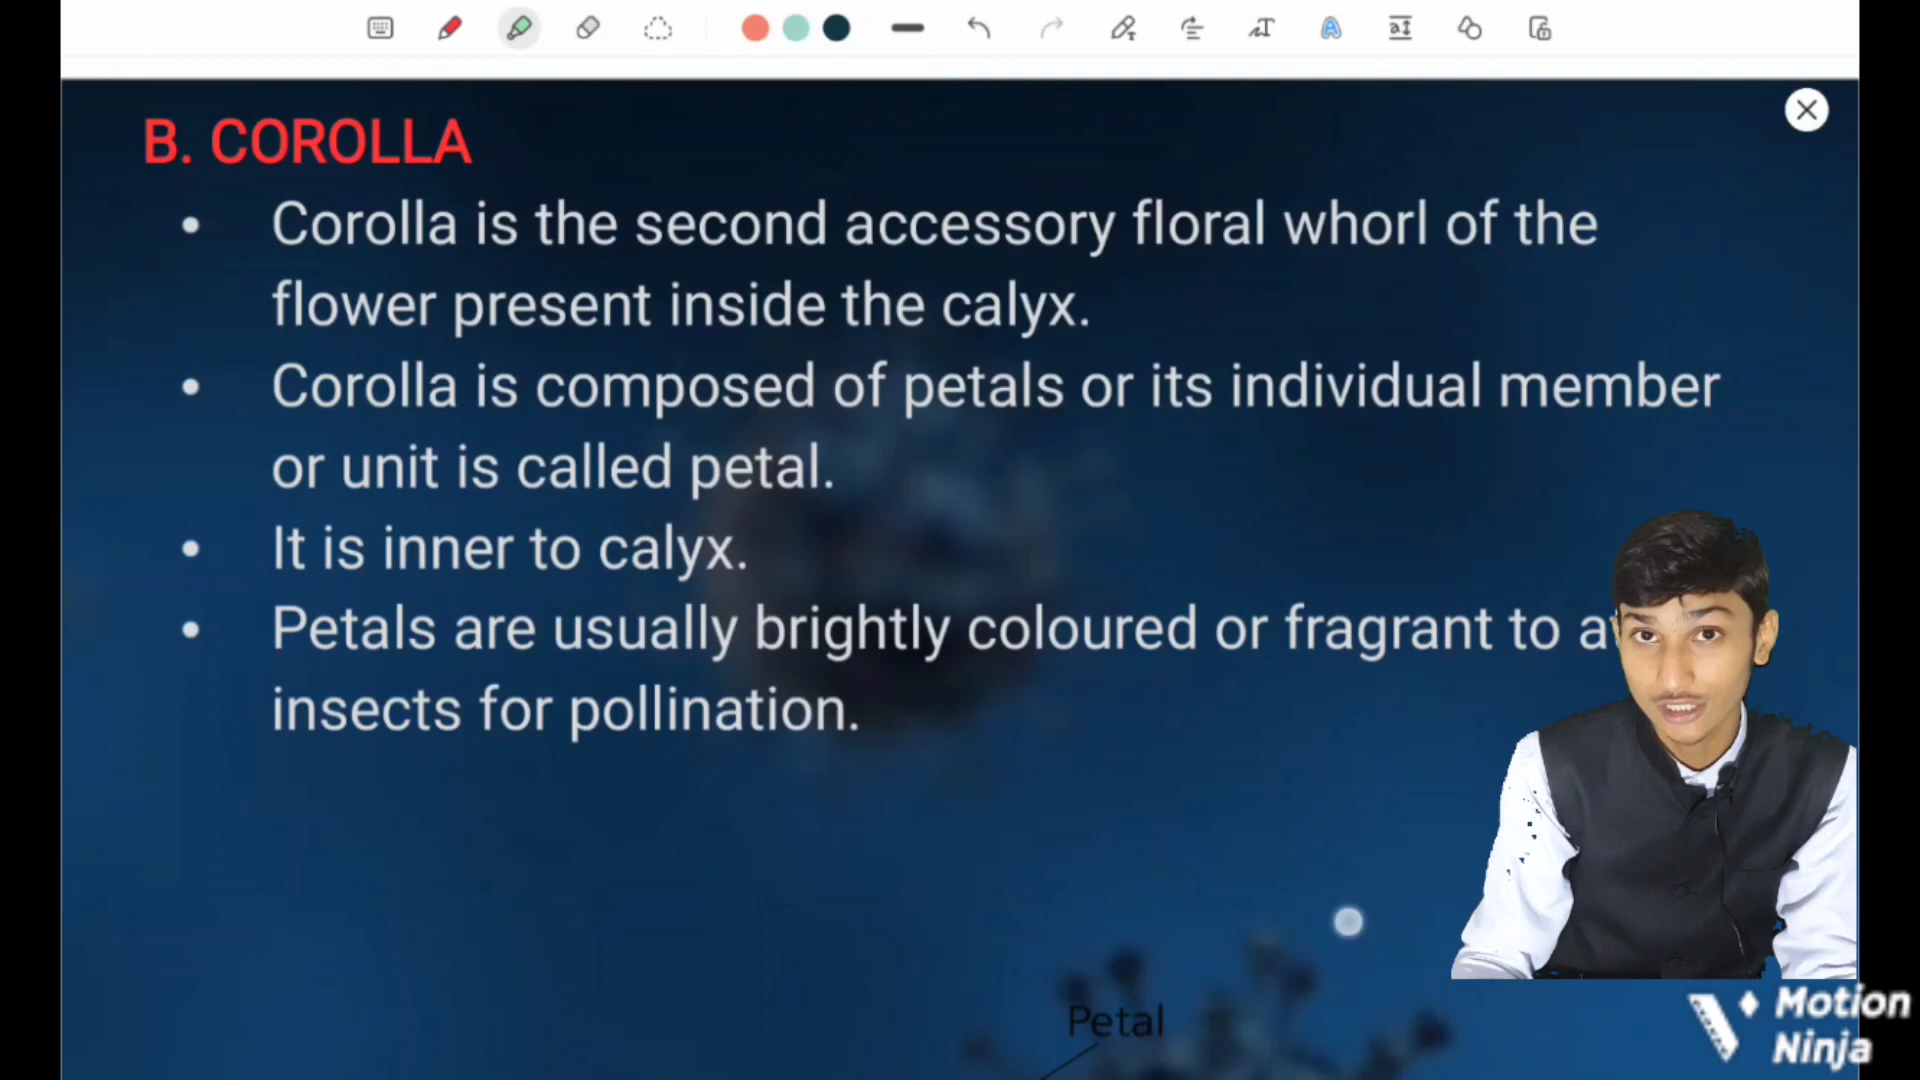 B. COROLLA
• Corolla is the second accessory floral whorl of the
flower present inside the calyx.
• Corolla is composed of petals or its individual member
or unit is called petal.
• It is inner to calyx.
• Petals are usually brightly coloured or fragrant to
insects for pollination.
Petal
Motion
Ninja